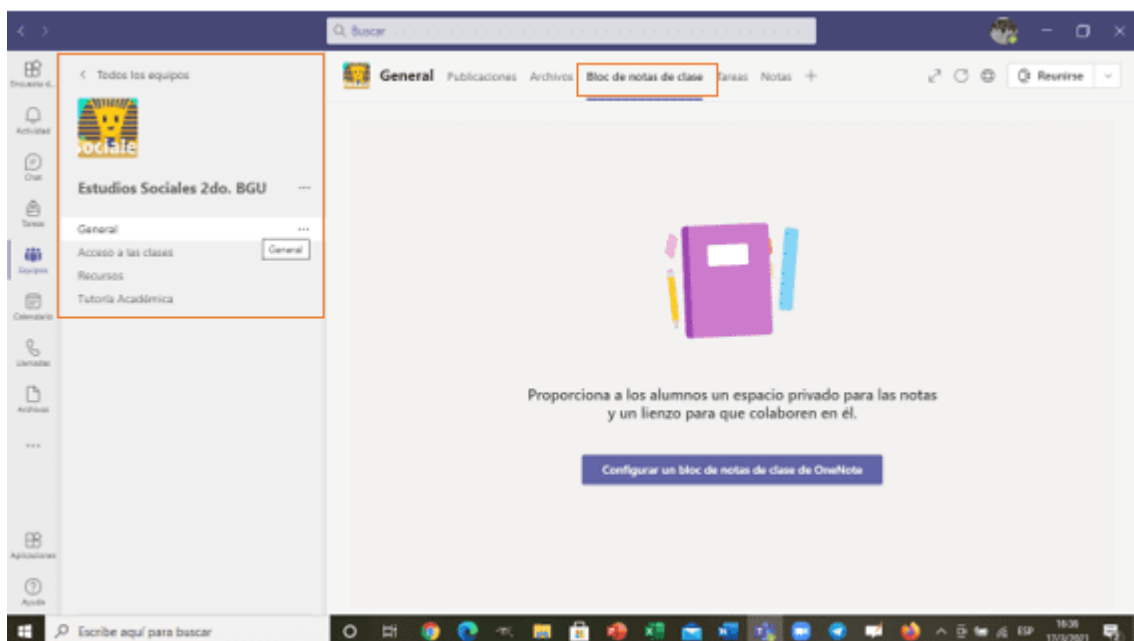 Buscar
Actividad
Chat
Tareas
Equipos
Calendario
Llamadas
Archivos
Aplicaciones
Ayuda
Todos los equipos
Sociale
Estudios Sociales 2do. BGU
General
Acceso a las clases
General
Recursos
Tutoría Académica
General Publicaciones Archivos Bloc de notas de clase Tareas Notas +
Reunirse
Proporciona a los alumnos un espacio privado para las notas
y un lienzo para que colaboren en él.
Configurar un bloc de notas de clase de OneNote
Escribe aquí para buscar
ESP
16:36